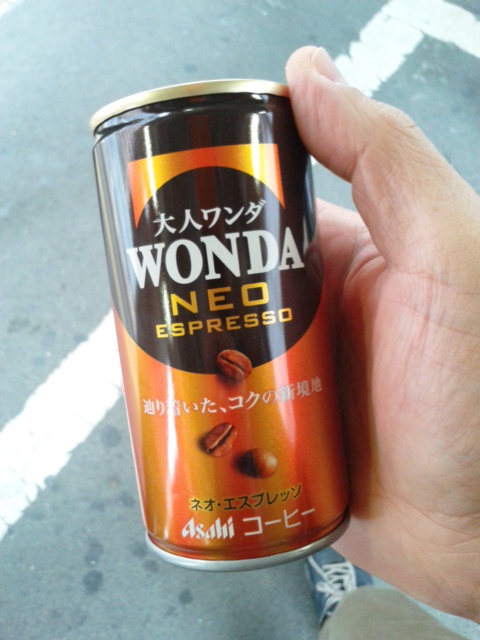 大人ワンダ
WONDA
NEO
ESPRESSO
辿り着いた、コクの新境地
ネオ・エスプレッソ
Asahi コーヒー